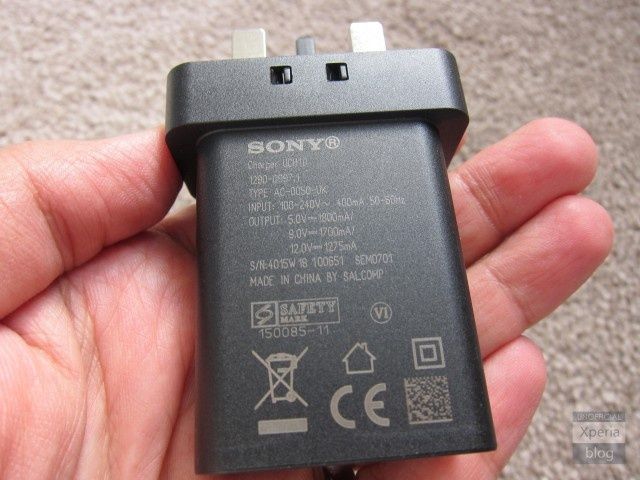 SONY®
Charger UCH10
1290-0997.1
TYPE AC-0050-UK
INPUT: 100-240V~ 400mA 50-60Hz
OUTPUT: 5.0V⎓1800mA/
9.0V⎓1700mA/
12.0V⎓1275mA
S/N:4015W 18 100651 SEM0701
MADE IN CHINA BY SALCOMP
S SAFETY
MARK
150085-11
VI
CE
UNOFFICIAL
Xperia
blog